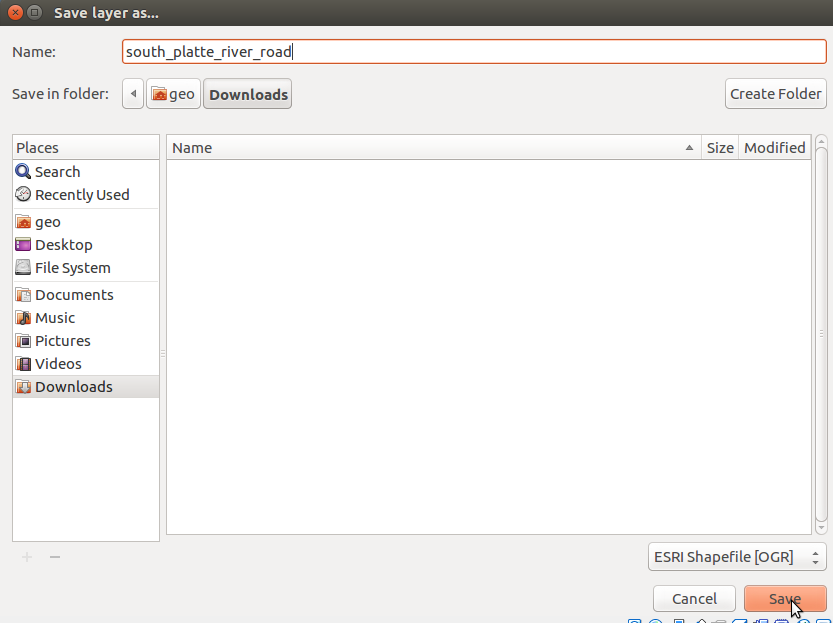 Save layer as...
Name: south_platte_river_road
Save in folder: geo Downloads Create Folder
Places Name Size Modified
Search
Recently Used
geo
Desktop
File System
Documents
Music
Pictures
Videos
Downloads
ESRI Shapefile [OGR]
Cancel Save